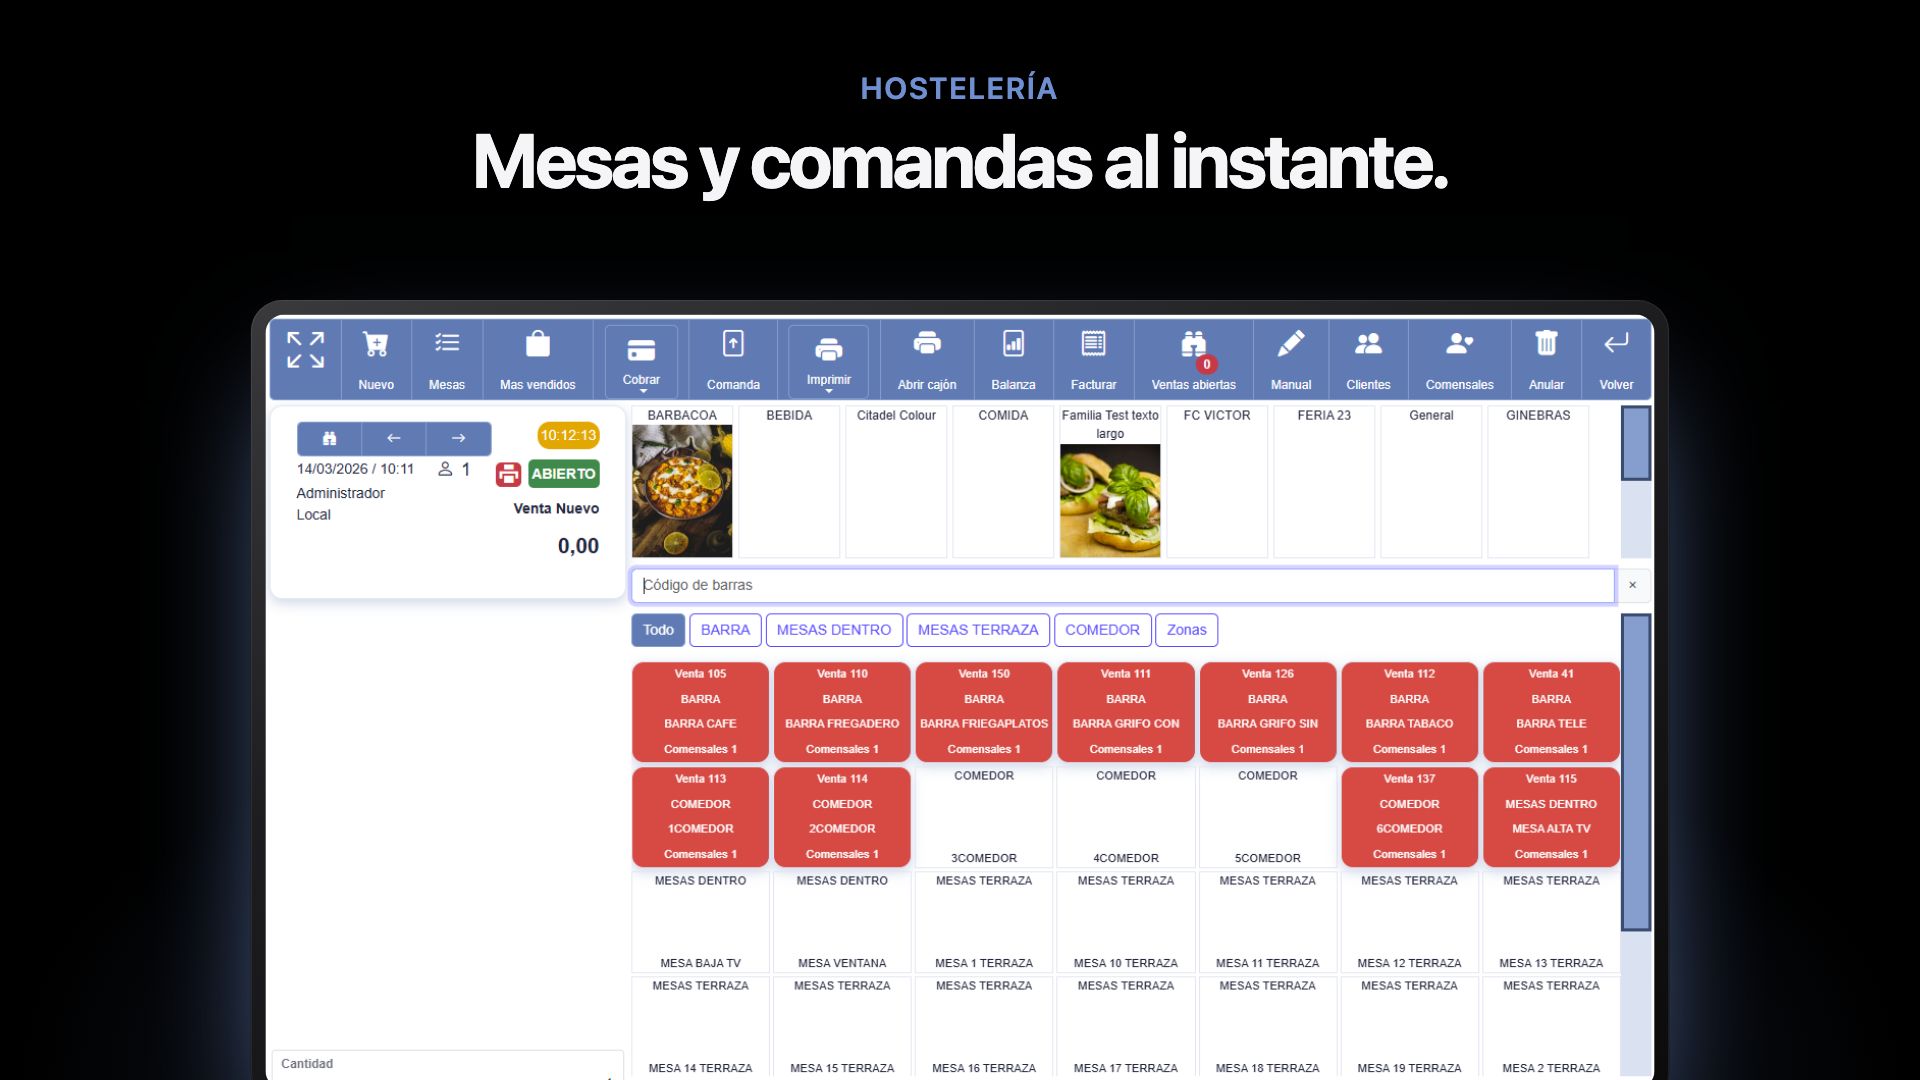 HOSTELERÍA
Mesas y comandas al instante.
Nuevo
Mesas
Mas vendidos
Cobrar
Comanda
Imprimir
Abrir cajón
Balanza
Facturar
0
Ventas abiertas
Manual
Clientes
Comensales
Anular
Volver
10:12:13
14/03/2026 / 10:11
1
ABIERTO
Administrador
Local
Venta Nuevo
0,00
BARBACOA
BEBIDA
Citadel Colour
COMIDA
Familia Test texto
largo
FC VICTOR
FERIA 23
General
GINEBRAS
Código de barras
×
Todo
BARRA
MESAS DENTRO
MESAS TERRAZA
COMEDOR
Zonas
Venta 105
BARRA
BARRA CAFE
Comensales 1
Venta 110
BARRA
BARRA FREGADERO
Comensales 1
Venta 150
BARRA
BARRA FRIEGAPLATOS
Comensales 1
Venta 111
BARRA
BARRA GRIFO CON
Comensales 1
Venta 126
BARRA
BARRA GRIFO SIN
Comensales 1
Venta 112
BARRA
BARRA TABACO
Comensales 1
Venta 41
BARRA
BARRA TELE
Comensales 1
Venta 113
COMEDOR
1COMEDOR
Comensales 1
Venta 114
COMEDOR
2COMEDOR
Comensales 1
COMEDOR
3COMEDOR
COMEDOR
4COMEDOR
COMEDOR
5COMEDOR
Venta 137
COMEDOR
6COMEDOR
Comensales 1
Venta 115
MESAS DENTRO
MESA ALTA TV
Comensales 1
MESAS DENTRO
MESA BAJA TV
MESAS DENTRO
MESA VENTANA
MESAS TERRAZA
MESA 1 TERRAZA
MESAS TERRAZA
MESA 10 TERRAZA
MESAS TERRAZA
MESA 11 TERRAZA
MESAS TERRAZA
MESA 12 TERRAZA
MESAS TERRAZA
MESA 13 TERRAZA
MESAS TERRAZA
MESA 14 TERRAZA
MESAS TERRAZA
MESA 15 TERRAZA
MESAS TERRAZA
MESA 16 TERRAZA
MESAS TERRAZA
MESA 17 TERRAZA
MESAS TERRAZA
MESA 18 TERRAZA
MESAS TERRAZA
MESA 19 TERRAZA
MESAS TERRAZA
MESA 2 TERRAZA
Cantidad